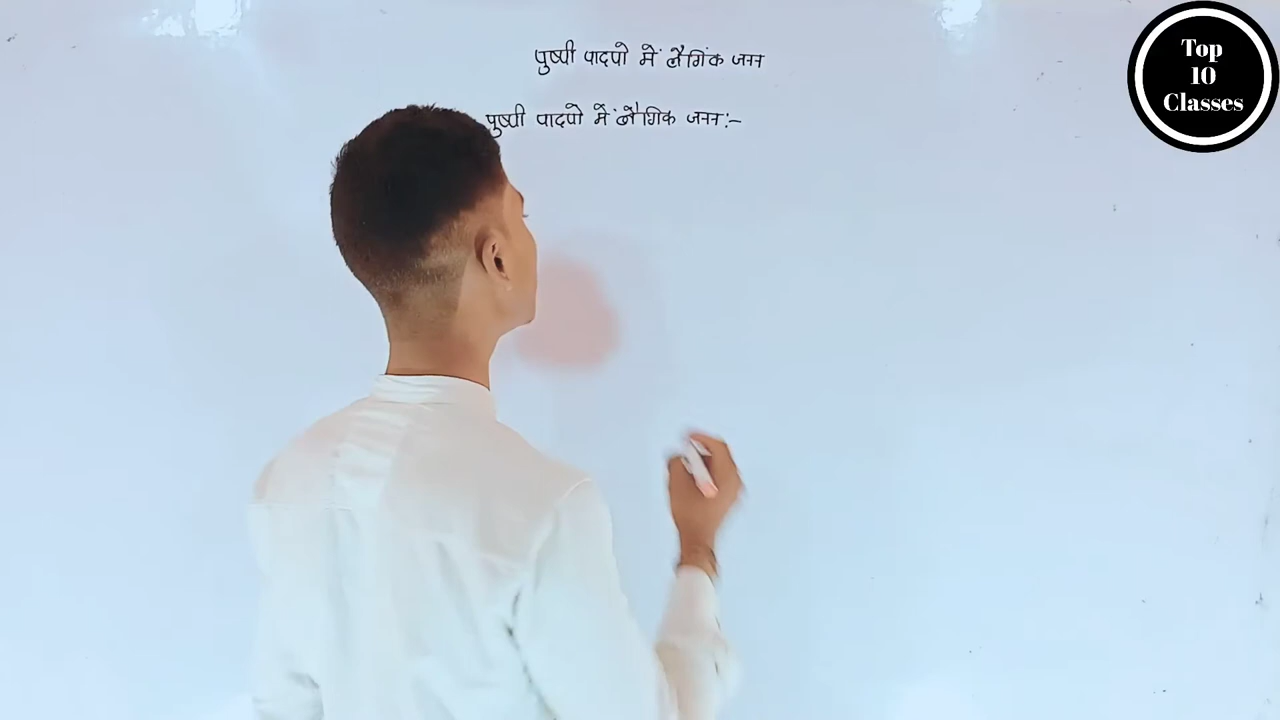 पुष्पी पादपो में लैगिंक जनन
पुष्पी पादपो में लैगिक जनन:-
Top
10
Classes